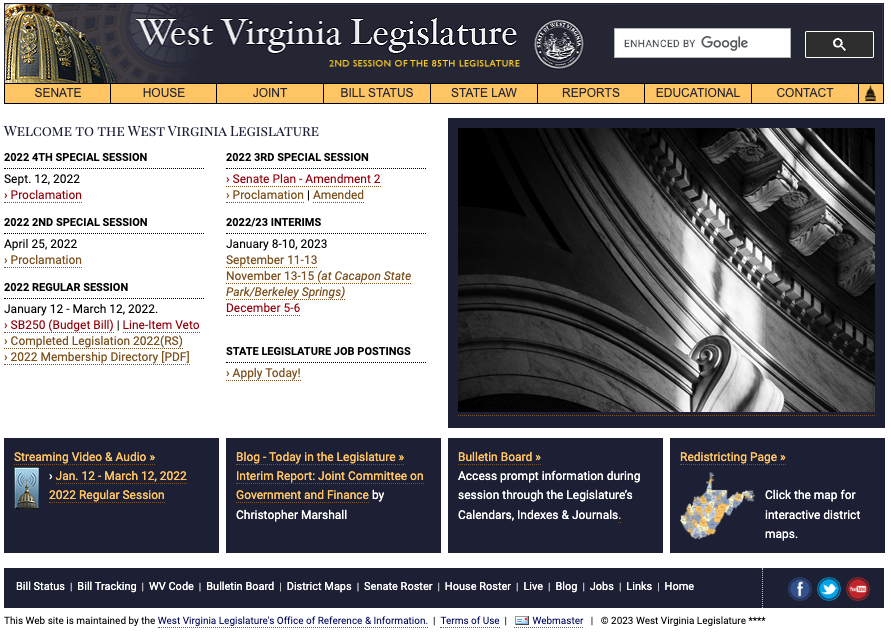 West Virginia Legislature
2ND SESSION OF THE 85TH LEGISLATURE
ENHANCED BY Google
SENATE HOUSE JOINT BILL STATUS STATE LAW REPORTS EDUCATIONAL CONTACT
WELCOME TO THE WEST VIRGINIA LEGISLATURE
2022 4TH SPECIAL SESSION
Sept. 12, 2022
› Proclamation
2022 2ND SPECIAL SESSION
April 25, 2022
› Proclamation
2022 REGULAR SESSION
January 12 - March 12, 2022.
› SB250 (Budget Bill) | Line-Item Veto
› Completed Legislation 2022(RS)
› 2022 Membership Directory [PDF]
2022 3RD SPECIAL SESSION
› Senate Plan - Amendment 2
› Proclamation | Amended
2022/23 INTERIMS
January 8-10, 2023
September 11-13
November 13-15 (at Cacapon State
Park/Berkeley Springs)
December 5-6
STATE LEGISLATURE JOB POSTINGS
› Apply Today!
Streaming Video & Audio »
› Jan. 12 - March 12, 2022
2022 Regular Session
Blog - Today in the Legislature »
Interim Report: Joint Committee on
Government and Finance by
Christopher Marshall
Bulletin Board »
Access prompt information during
session through the Legislature's
Calendars, Indexes & Journals.
Redistricting Page »
Click the map for
interactive district
maps.
Bill Status | Bill Tracking | WV Code | Bulletin Board | District Maps | Senate Roster | House Roster | Live | Blog | Jobs | Links | Home
This Web site is maintained by the West Virginia Legislature's Office of Reference & Information. | Terms of Use | Webmaster | © 2023 West Virginia Legislature ****